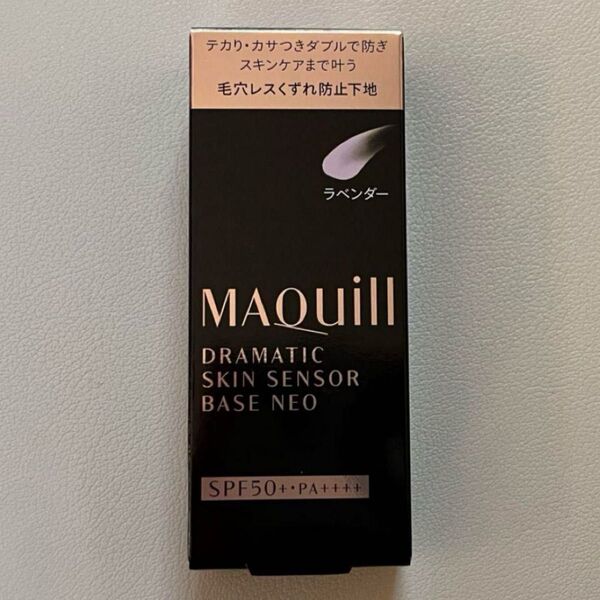 テカリ・カサつきダブルで防ぎ
スキンケアまで叶う
毛穴レスくずれ防止下地
ラベンダー
MAQuill
DRAMATIC
SKIN SENSOR
BASE NEO
SPF50+・PA++++